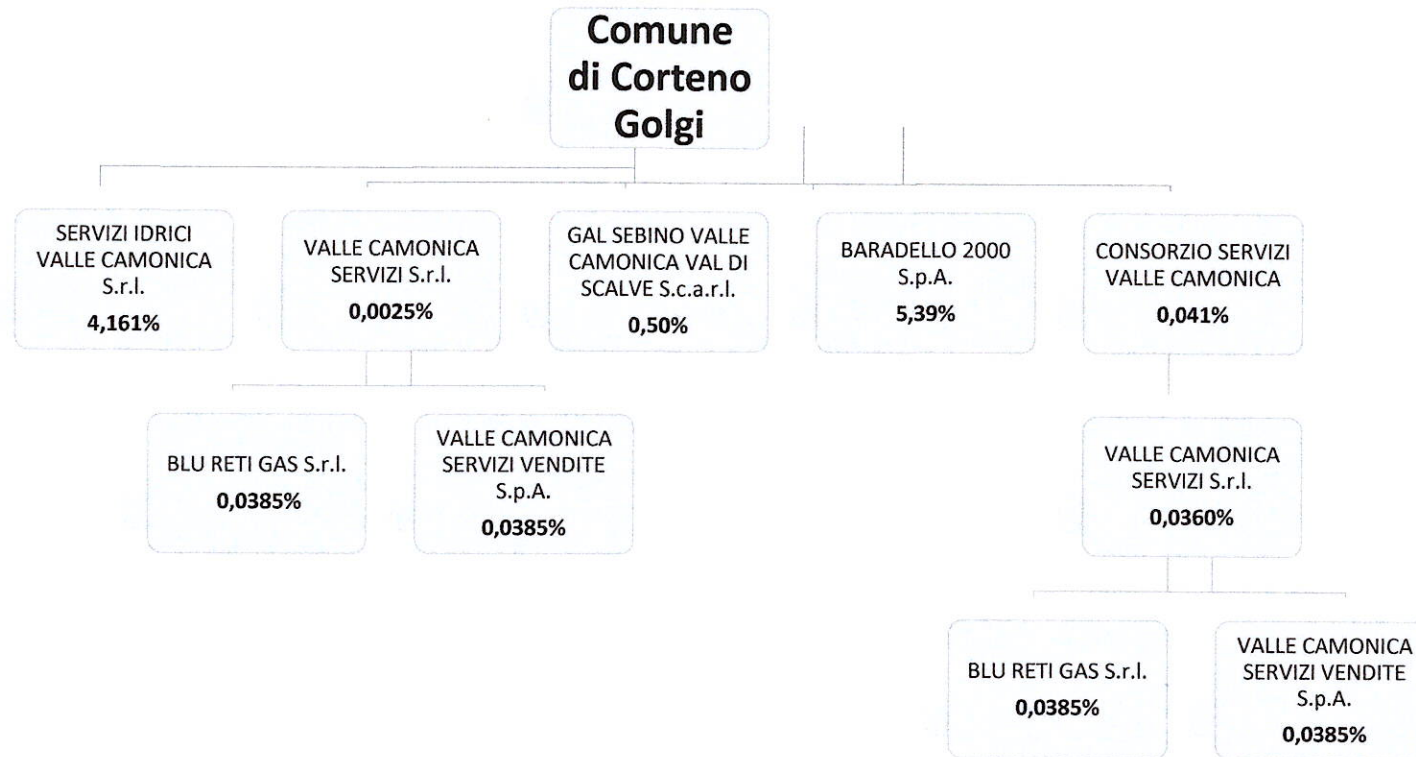 Comune
di Corteno
Golgi
SERVIZI IDRICI
VALLE CAMONICA
S.r.l.
4,161%
VALLE CAMONICA
SERVIZI S.r.l.
0,0025%
GAL SEBINO VALLE
CAMONICA VAL DI
SCALVE S.c.a.r.l.
0,50%
BARADELLO 2000
S.p.A.
5,39%
CONSORZIO SERVIZI
VALLE CAMONICA
0,041%
BLU RETI GAS S.r.l.
0,0385%
VALLE CAMONICA
SERVIZI VENDITE
S.p.A.
0,0385%
VALLE CAMONICA
SERVIZI S.r.l.
0,0360%
BLU RETI GAS S.r.l.
0,0385%
VALLE CAMONICA
SERVIZI VENDITE
S.p.A.
0,0385%